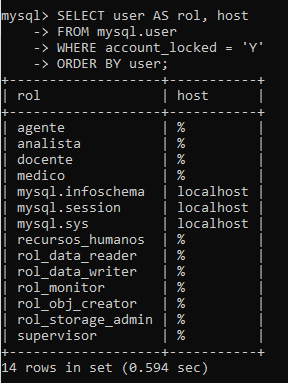 mysql> SELECT user AS rol, host
    -> FROM mysql.user
    -> WHERE account_locked = 'Y'
    -> ORDER BY user;
+-------------------+-----------+
| rol               | host      |
+-------------------+-----------+
| agente            | %         |
| analista          | %         |
| docente           | %         |
| medico            | %         |
| mysql.infoschema  | localhost |
| mysql.session     | localhost |
| mysql.sys         | localhost |
| recursos_humanos  | %         |
| rol_data_reader   | %         |
| rol_data_writer   | %         |
| rol_monitor       | %         |
| rol_obj_creator   | %         |
| rol_storage_admin | %         |
| supervisor        | %         |
+-------------------+-----------+
14 rows in set (0.594 sec)